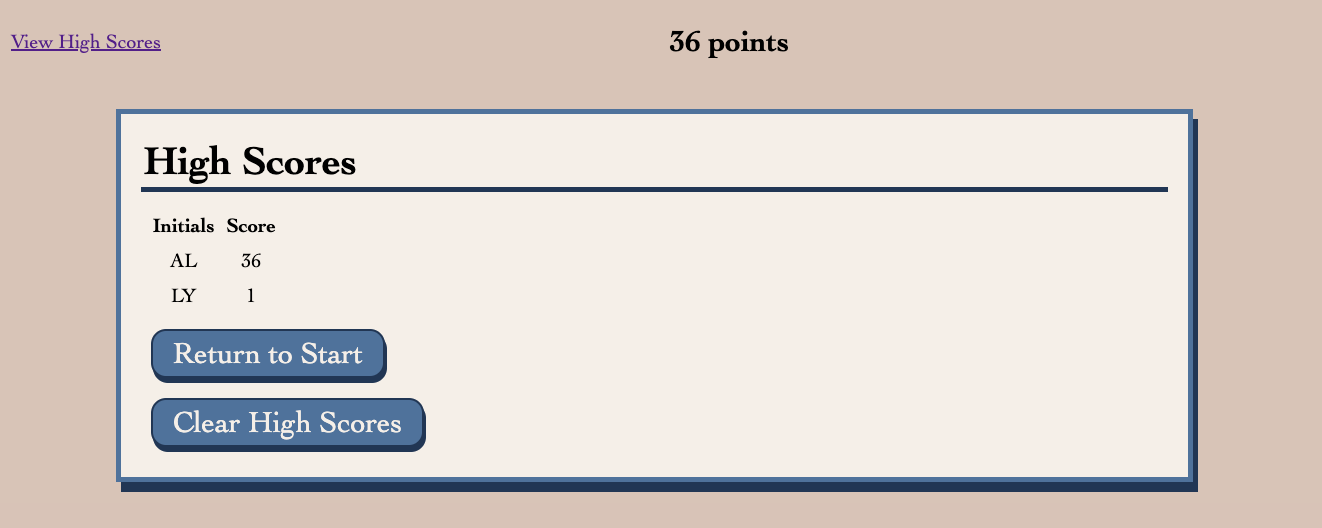 View High Scores
36 points
High Scores
Initials Score
AL 36
LY 1
Return to Start
Clear High Scores